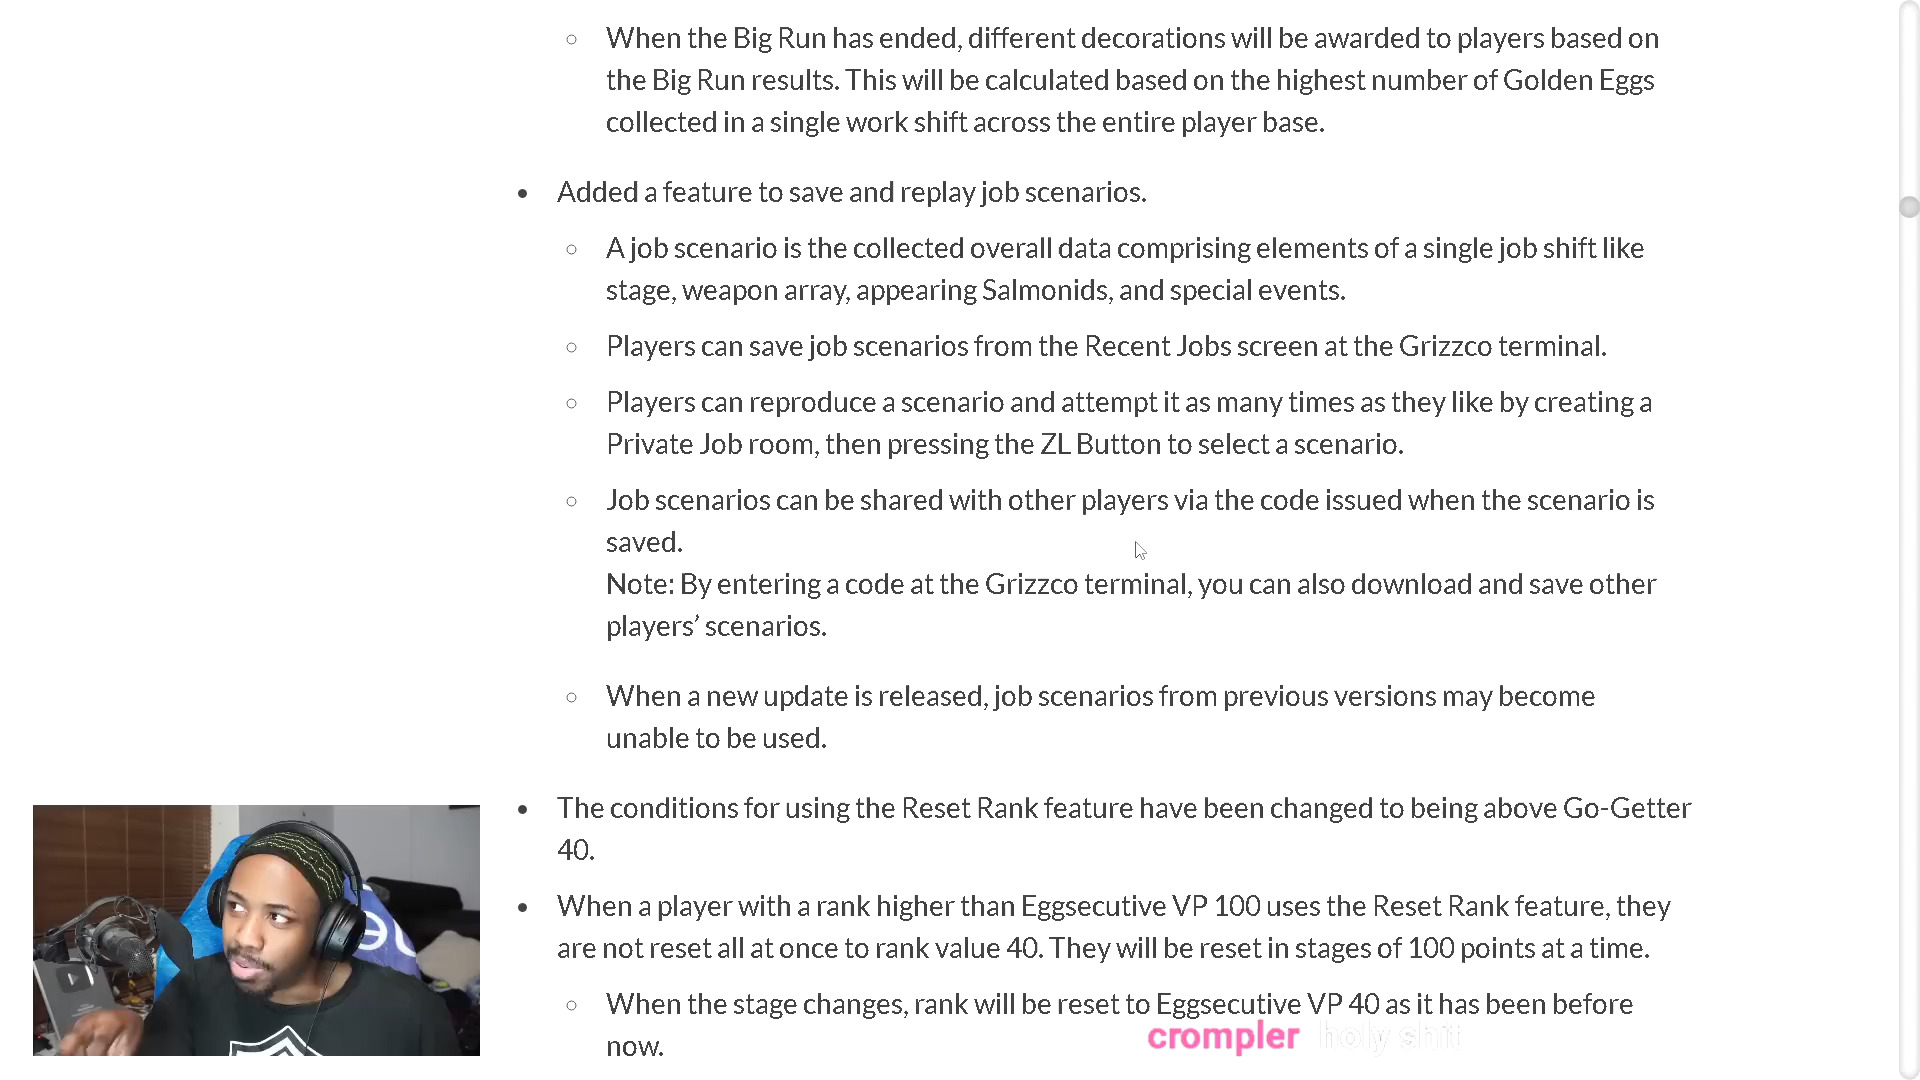 When the Big Run has ended, different decorations will be awarded to players based on
the Big Run results. This will be calculated based on the highest number of Golden Eggs
collected in a single work shift across the entire player base.
Added a feature to save and replay job scenarios.
A job scenario is the collected overall data comprising elements of a single job shift like
stage, weapon array, appearing Salmonids, and special events.
Players can save job scenarios from the Recent Jobs screen at the Grizzco terminal.
Players can reproduce a scenario and attempt it as many times as they like by creating a
Private Job room, then pressing the ZL Button to select a scenario.
Job scenarios can be shared with other players via the code issued when the scenario is
saved.
Note: By entering a code at the Grizzco terminal, you can also download and save other
players’ scenarios.
When a new update is released, job scenarios from previous versions may become
unable to be used.
The conditions for using the Reset Rank feature have been changed to being above Go-Getter
40.
When a player with a rank higher than Eggsecutive VP 100 uses the Reset Rank feature, they
are not reset all at once to rank value 40. They will be reset in stages of 100 points at a time.
When the stage changes, rank will be reset to Eggsecutive VP 40 as it has been before
now.
crompler holy shit